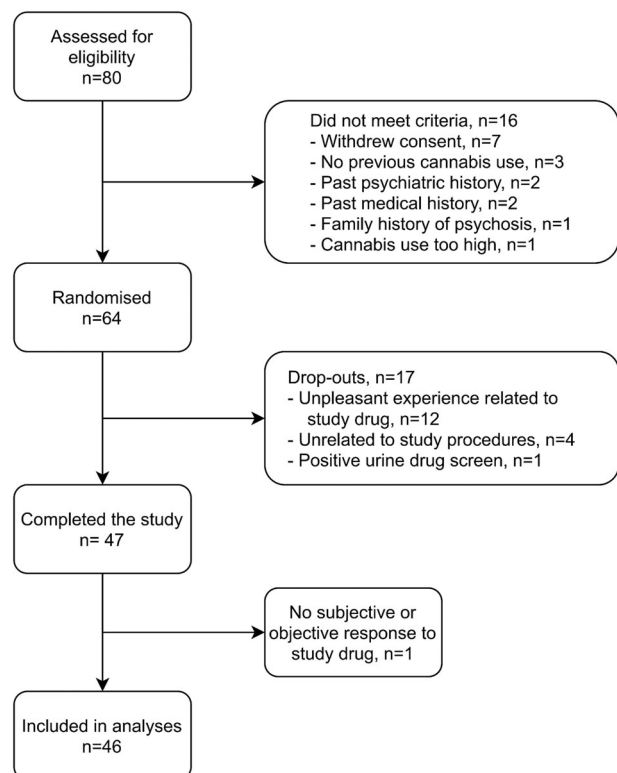 Assessed for
eligibility
n=80
Did not meet criteria, n=16
- Withdrew consent, n=7
- No previous cannabis use, n=3
- Past psychiatric history, n=2
- Past medical history, n=2
- Family history of psychosis, n=1
- Cannabis use too high, n=1
Randomised
n=64
Drop-outs, n=17
- Unpleasant experience related to
study drug, n=12
- Unrelated to study procedures, n=4
- Positive urine drug screen, n=1
Completed the study
n= 47
No subjective or
objective response to
study drug, n=1
Included in analyses
n=46